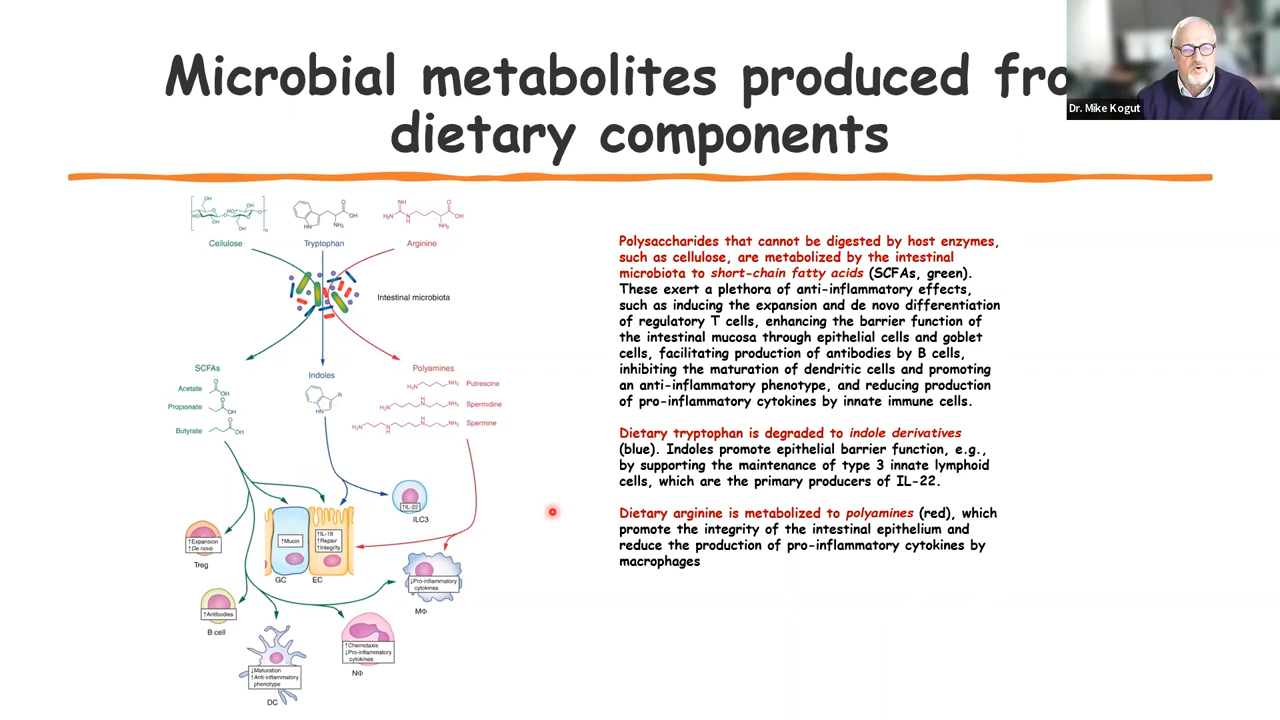 Microbial metabolites produced fro
dietary components
Dr. Mike Kogut
Cellulose
Tryptophan
Arginine
Intestinal microbiota
SCFAs
Acetate
Propionate
Butyrate
Indoles
Polyamines
Putrescine
Spermidine
Spermine
↑IL-22
ILC3
↑Expansion
↑De novo
Treg
↑Mucin
GC
↑IL-18
↑Repair
↑Integrity
EC
↓Pro-inflammatory
cytokines
MΦ
↑Antibodies
B cell
↓Maturation
↑Anti-inflammatory
phenotype
DC
↑Chemotaxis
↓Pro-inflammatory
cytokines
NΦ
Polysaccharides that cannot be digested by host enzymes,
such as cellulose, are metabolized by the intestinal
microbiota to short-chain fatty acids (SCFAs, green).
These exert a plethora of anti-inflammatory effects,
such as inducing the expansion and de novo differentiation
of regulatory T cells, enhancing the barrier function of
the intestinal mucosa through epithelial cells and goblet
cells, facilitating production of antibodies by B cells,
inhibiting the maturation of dendritic cells and promoting
an anti-inflammatory phenotype, and reducing production
of pro-inflammatory cytokines by innate immune cells.
Dietary tryptophan is degraded to indole derivatives
(blue). Indoles promote epithelial barrier function, e.g.,
by supporting the maintenance of type 3 innate lymphoid
cells, which are the primary producers of IL-22.
Dietary arginine is metabolized to polyamines (red), which
promote the integrity of the intestinal epithelium and
reduce the production of pro-inflammatory cytokines by
macrophages